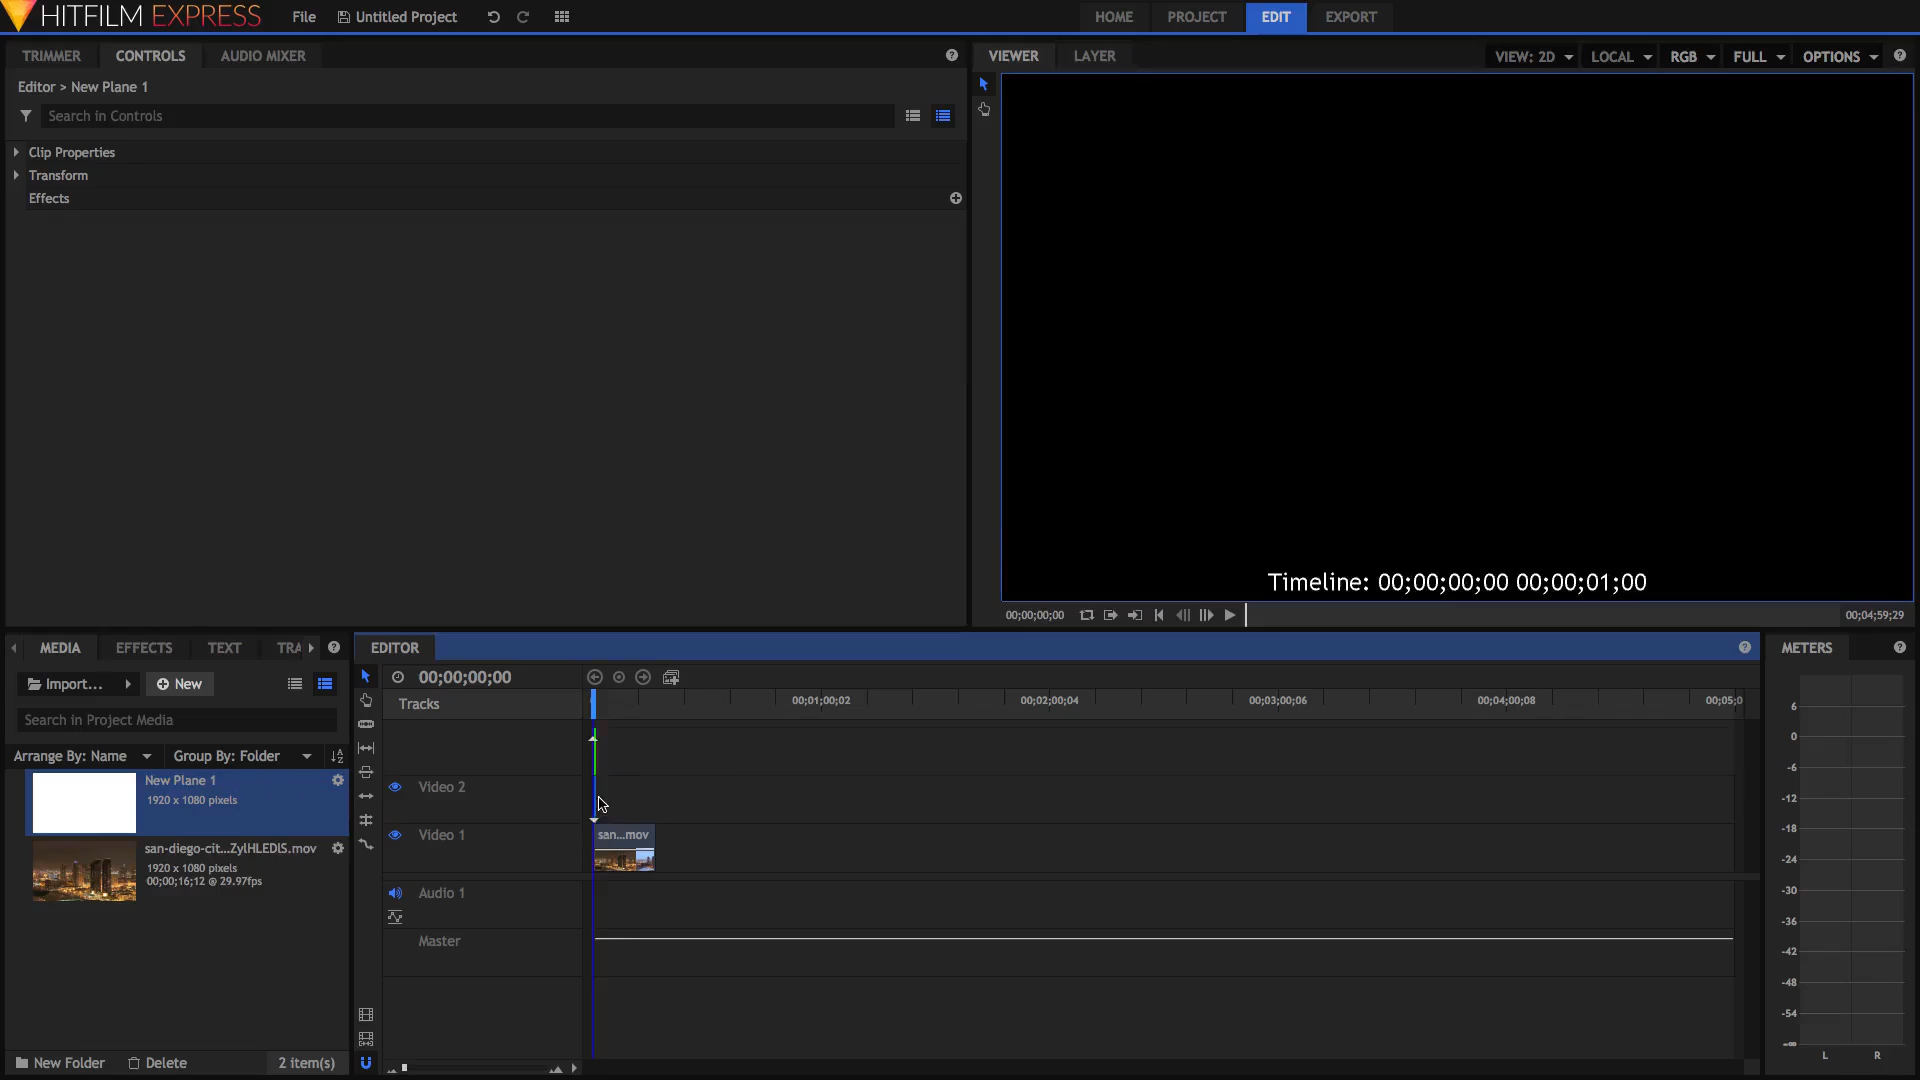 HITFILM EXPRESS
File
Untitled Project
HOME
PROJECT
EDIT
EXPORT
TRIMMER
CONTROLS
AUDIO MIXER
VIEWER
LAYER
VIEW: 2D
LOCAL
RGB
FULL
OPTIONS
Editor > New Plane 1
Search in Controls
Clip Properties
Transform
Effects
Timeline: 00;00;00;00 00;00;01;00
00;00;00;00
00;04;59;29
MEDIA
EFFECTS
TEXT
TRA
EDITOR
METERS
Import...
New
Search in Project Media
Arrange By: Name
Group By: Folder
New Plane 1
1920 x 1080 pixels
san-diego-cit...ZylHLEDlS.mov
1920 x 1080 pixels
00;00;16;12 @ 29.97fps
New Folder
Delete
2 item(s)
00;00;00;00
Tracks
00;01;00;02
00;02;00;04
00;03;00;06
00;04;00;08
00;05;0
Video 2
Video 1
san...mov
Audio 1
Master
6
0
-6
-12
-18
-24
-30
-36
-42
-48
-54
-∞
L
R